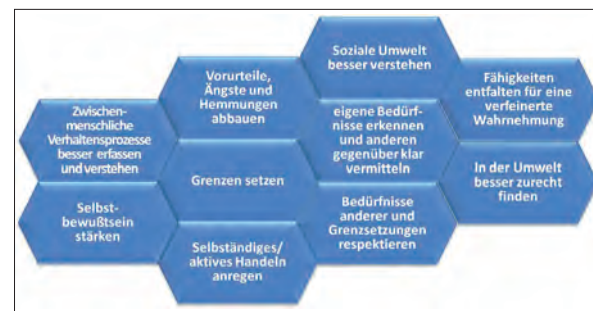 Zwischen-
menschliche
Verhaltensprozesse
besser erfassen
und verstehen
Selbst-
bewußtsein
stärken
Vorurteile,
Ängste und
Hemmungen
abbauen
Grenzen setzen
Selbständiges/
aktives Handeln
anregen
Soziale Umwelt
besser verstehen
eigene Bedürf-
nisse erkennen
und anderen
gegenüber klar
vermitteln
Bedürfnisse
anderer und
Grenzsetzungen
respektieren
Fähigkeiten
entfalten für eine
verfeinerte
Wahrnehmung
In der Umwelt
besser zurecht
finden